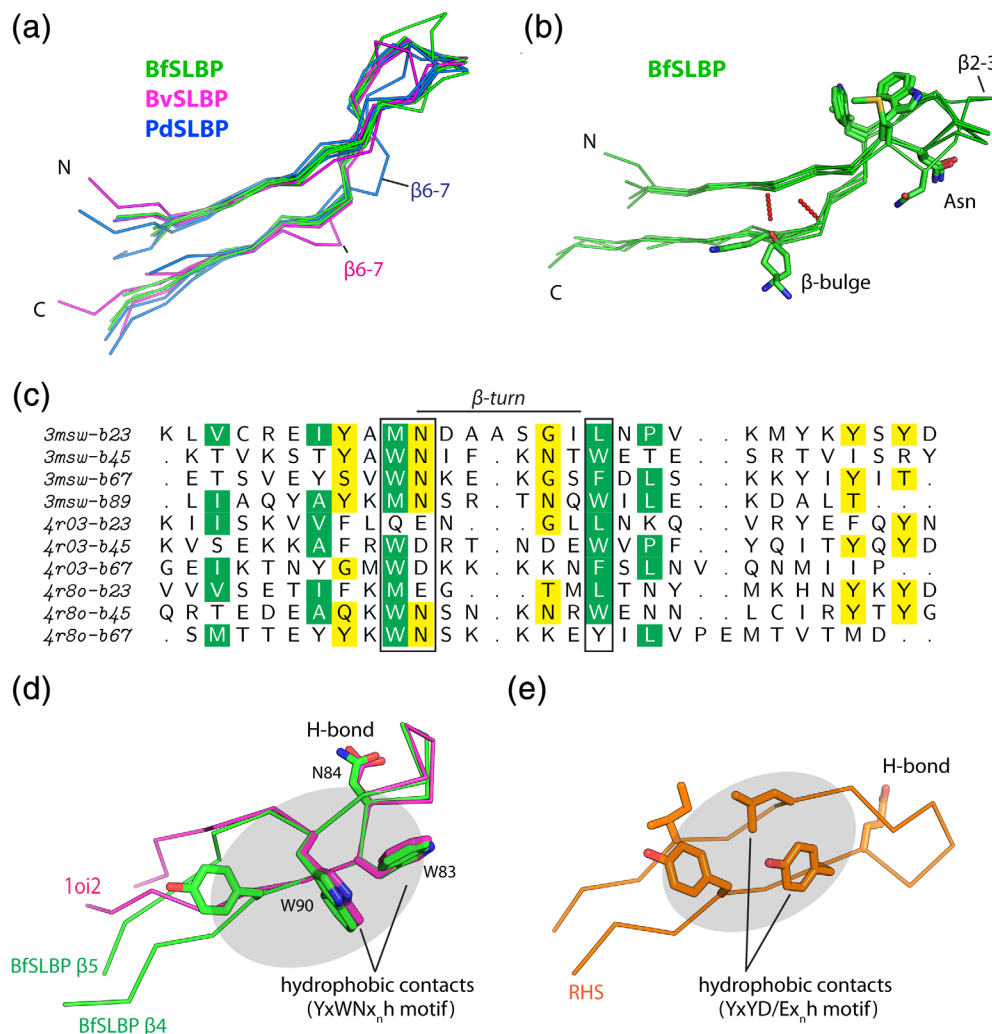 (a)
BfSLBP
BvSLBP
PdSLBP
N
C
β6-7
β6-7
(b)
BfSLBP
β2-3
N
Asn
C
β-bulge
(c)
β-turn
3msw-b23 K L V C R E I Y A M N D A A S G I L N P V . . K M Y K Y S Y D
3msw-b45 . K T V K S T Y A W N I F . K N T W E T E . . S R T V I S R Y
3msw-b67 . E T S V E Y S V W N K E . K G S F D L S . . K K Y I Y I T .
3msw-b89 . L I A Q Y A Y K M N S R . T N Q W I L E . . K D A L T . . .
4r03-b23 K I I S K V V F L Q E N . . . G L L N K Q . . V R Y E F Q Y N
4r03-b45 K V S E K K A F R W D R T . N D E W V P F . . Y Q I T Y Q Y D
4r03-b67 G E I K T N Y G M W D K K . K K N F S L N V . Q N M I I P . .
4r8o-b23 V V V S E T I F K M E G . . . T M L T N Y . . M K H N Y K Y D
4r8o-b45 Q R T E D E A Q K W N S N . K N R W E N N . . L C I R Y T Y G
4r8o-b67 . S M T T E Y Y K W N S K . K K E Y I L V P E M T V T M D . .
(d)
H-bond
N84
W83
W90
1oi2
BfSLBP β5
BfSLBP β4
hydrophobic contacts
(YxWNxnh motif)
(e)
H-bond
RHS
hydrophobic contacts
(YxYD/Exnh motif)